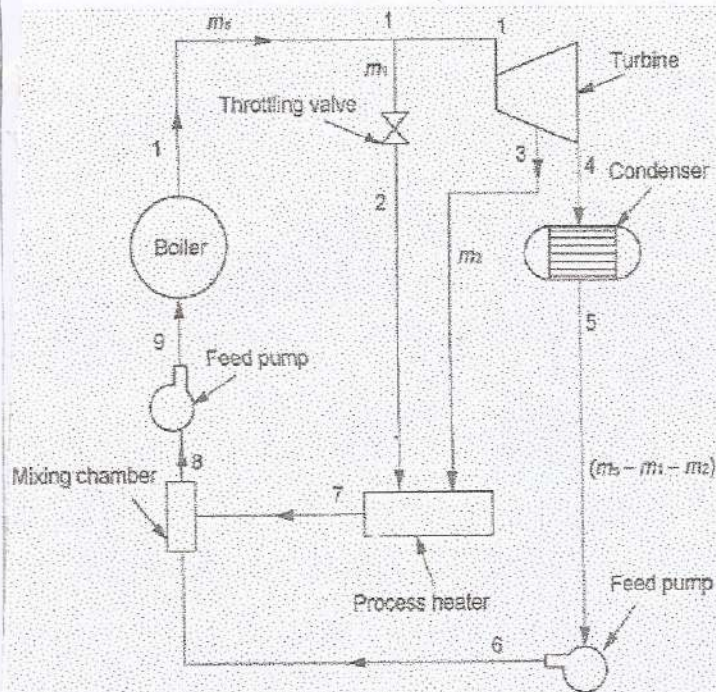 ms
1
1
Turbine
m1
Throttling valve
3
4
Condenser
1
2
Boiler
m2
5
9
Feed pump
(ms – m1 – m2)
8
Mixing chamber
7
Feed pump
Process heater
6